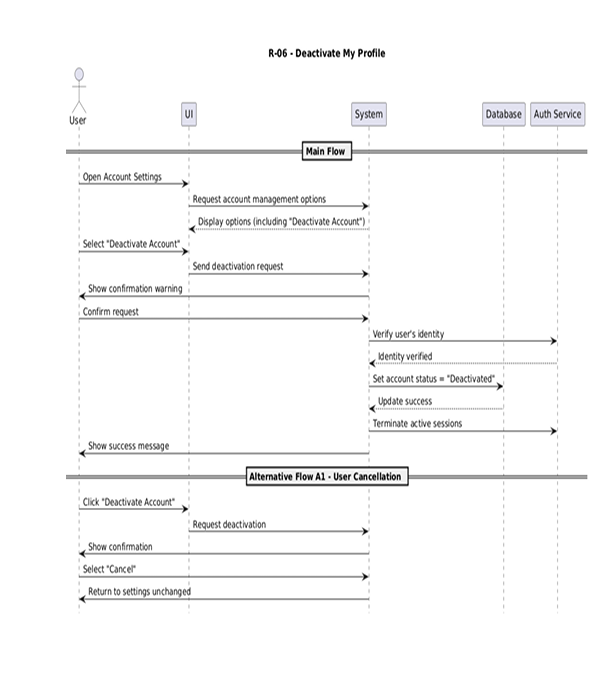 R-06 - Deactivate My Profile
User
UI
System
Database
Auth Service
Main Flow
Open Account Settings
Request account management options
Display options (including "Deactivate Account")
Select "Deactivate Account"
Send deactivation request
Show confirmation warning
Confirm request
Verify user's identity
Identity verified
Set account status = "Deactivated"
Update success
Terminate active sessions
Show success message
Alternative Flow A1 - User Cancellation
Click "Deactivate Account"
Request deactivation
Show confirmation
Select "Cancel"
Return to settings unchanged